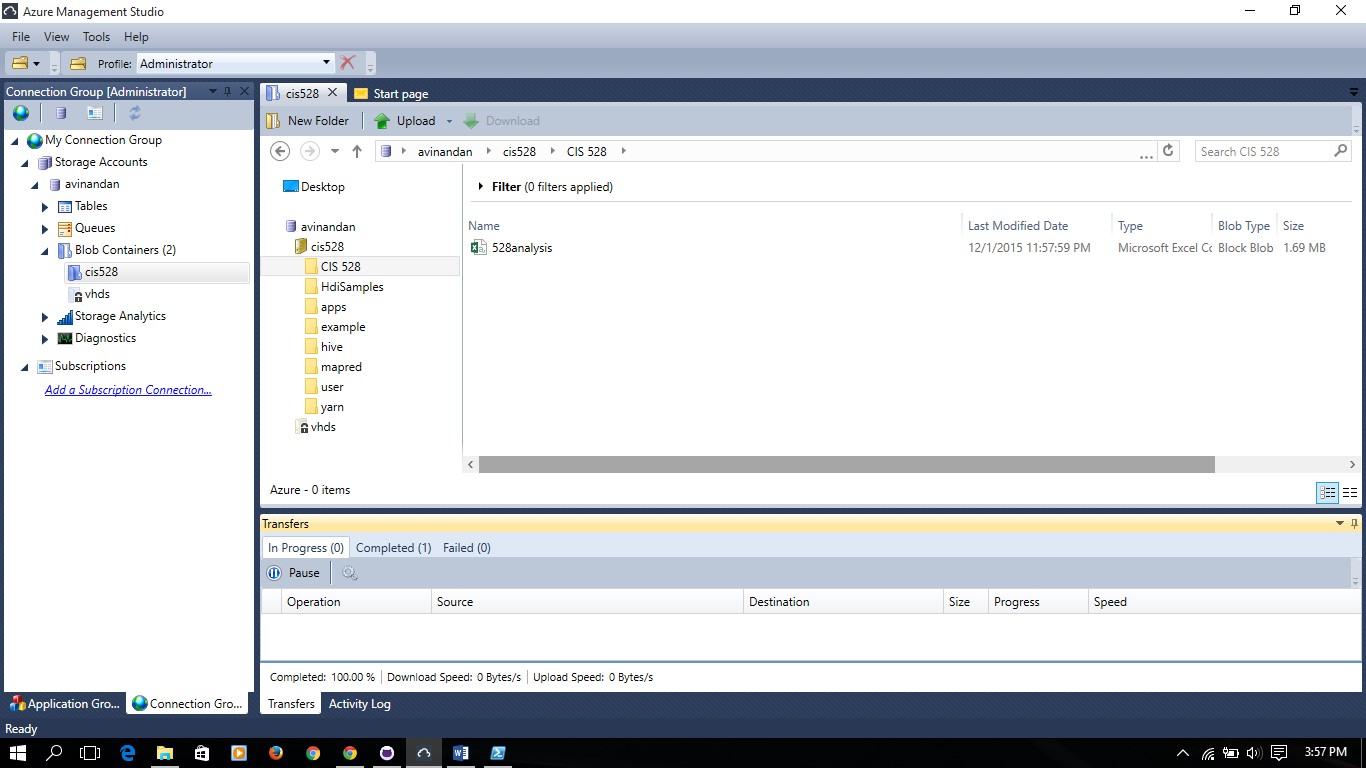 Azure Management Studio
File View Tools Help
Profile: Administrator
Connection Group [Administrator]
My Connection Group
Storage Accounts
avinandan
Tables
Queues
Blob Containers (2)
cis528
vhds
Storage Analytics
Diagnostics
Subscriptions
Add a Subscription Connection...
Application Gro... Connection Gro...
cis528 Start page
New Folder Upload Download
avinandan cis528 CIS 528 ... Search CIS 528
Desktop
avinandan
cis528
CIS 528
HdiSamples
apps
example
hive
mapred
user
yarn
vhds
Filter (0 filters applied)
Name Last Modified Date Type Blob Type Size
528analysis 12/1/2015 11:57:59 PM Microsoft Excel Cc Block Blob 1.69 MB
Azure - 0 items
Transfers
In Progress (0) Completed (1) Failed (0)
Pause
Operation Source Destination Size Progress Speed
Completed: 100.00 % Download Speed: 0 Bytes/s Upload Speed: 0 Bytes/s
Transfers Activity Log
Ready
3:57 PM